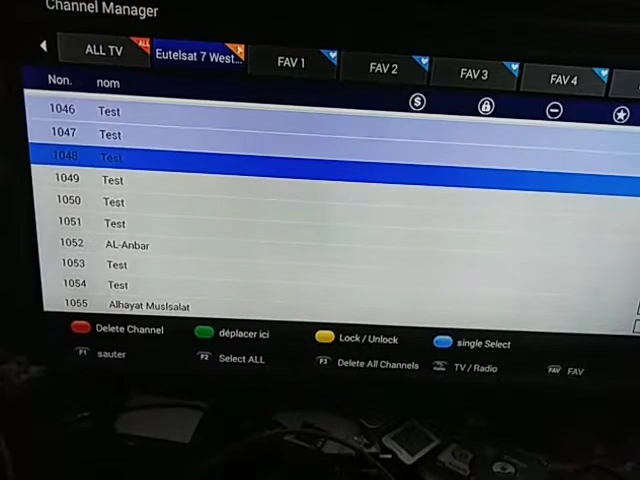 Channel Manager
ALL TV ALL Eutelsat 7 West... FAV 1 FAV 2 FAV 3 FAV 4
Non. nom
1046 Test
1047 Test
1048 Test
1049 Test
1050 Test
1051 Test
1052 AL-Anbar
1053 Test
1054 Test
1055 Alhayat Muslsalat
Delete Channel déplacer ici Lock / Unlock single Select
F1 sauter F2 Select ALL F3 Delete All Channels TV / Radio FAV FAV